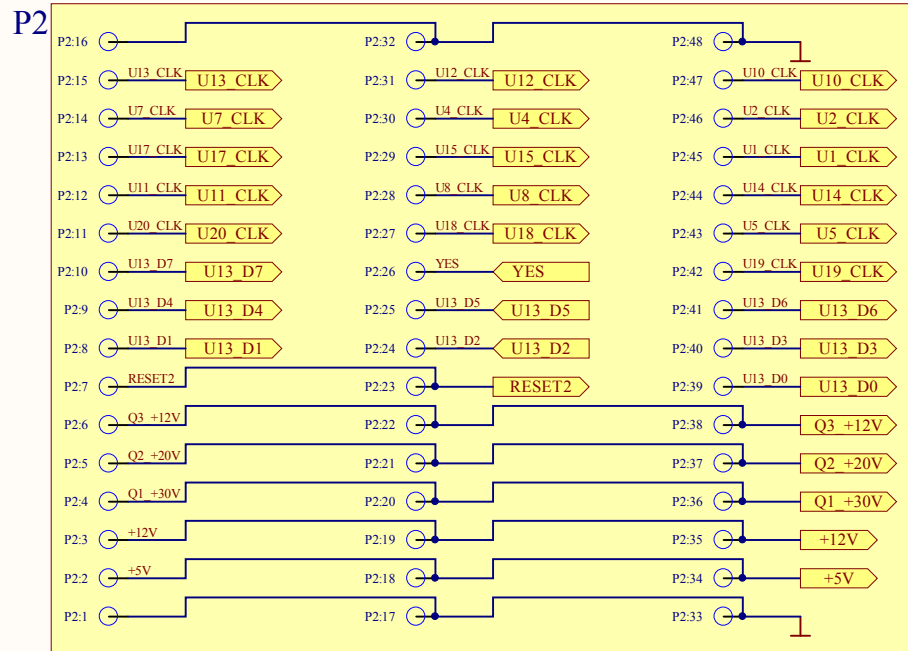 P2
P2:16 P2:32 P2:48
P2:15 U13_CLK U13_CLK P2:31 U12_CLK U12_CLK P2:47 U10_CLK U10_CLK
P2:14 U7_CLK U7_CLK P2:30 U4_CLK U4_CLK P2:46 U2_CLK U2_CLK
P2:13 U17_CLK U17_CLK P2:29 U15_CLK U15_CLK P2:45 U1_CLK U1_CLK
P2:12 U11_CLK U11_CLK P2:28 U8_CLK U8_CLK P2:44 U14_CLK U14_CLK
P2:11 U20_CLK U20_CLK P2:27 U18_CLK U18_CLK P2:43 U5_CLK U5_CLK
P2:10 U13_D7 U13_D7 P2:26 YES YES P2:42 U19_CLK U19_CLK
P2:9 U13_D4 U13_D4 P2:25 U13_D5 U13_D5 P2:41 U13_D6 U13_D6
P2:8 U13_D1 U13_D1 P2:24 U13_D2 U13_D2 P2:40 U13_D3 U13_D3
P2:7 RESET2 P2:23 RESET2 P2:39 U13_D0 U13_D0
P2:6 Q3_+12V P2:22 P2:38 Q3_+12V
P2:5 Q2_+20V P2:21 P2:37 Q2_+20V
P2:4 Q1_+30V P2:20 P2:36 Q1_+30V
P2:3 +12V P2:19 P2:35 +12V
P2:2 +5V P2:18 P2:34 +5V
P2:1 P2:17 P2:33